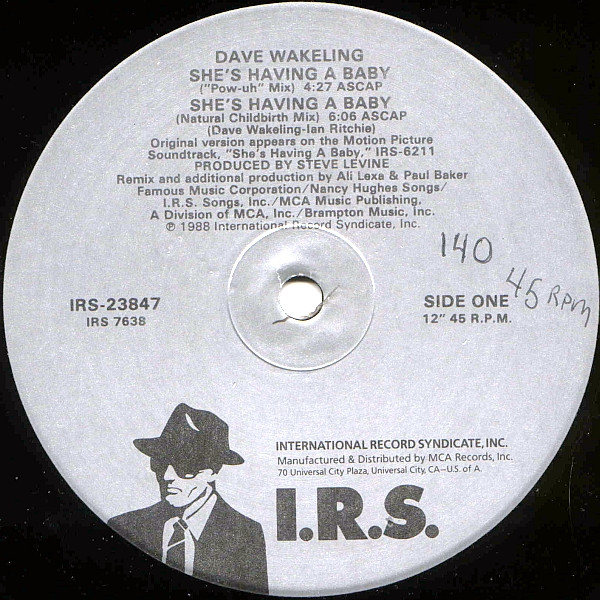 DAVE WAKELING
SHE'S HAVING A BABY
("Pow-uh" Mix) 4:27 ASCAP
SHE'S HAVING A BABY
(Natural Childbirth Mix) 6:06 ASCAP
(Dave Wakeling-Ian Ritchie)
Original version appears on the Motion Picture
Soundtrack, "She's Having A Baby," IRS-6211
PRODUCED BY STEVE LEVINE
Remix and additional production by Ali Lexa & Paul Baker
Famous Music Corporation/Nancy Hughes Songs/
I.R.S. Songs, Inc./MCA Music Publishing,
A Division of MCA, Inc./Brampton Music, Inc.
℗ 1988 International Record Syndicate, Inc.
140
45 RPM
IRS-23847
IRS 7638
SIDE ONE
12" 45 R.P.M.
INTERNATIONAL RECORD SYNDICATE, INC.
Manufactured & Distributed by MCA Records, Inc.
70 Universal City Plaza, Universal City, CA–U.S. of A.
I.R.S.